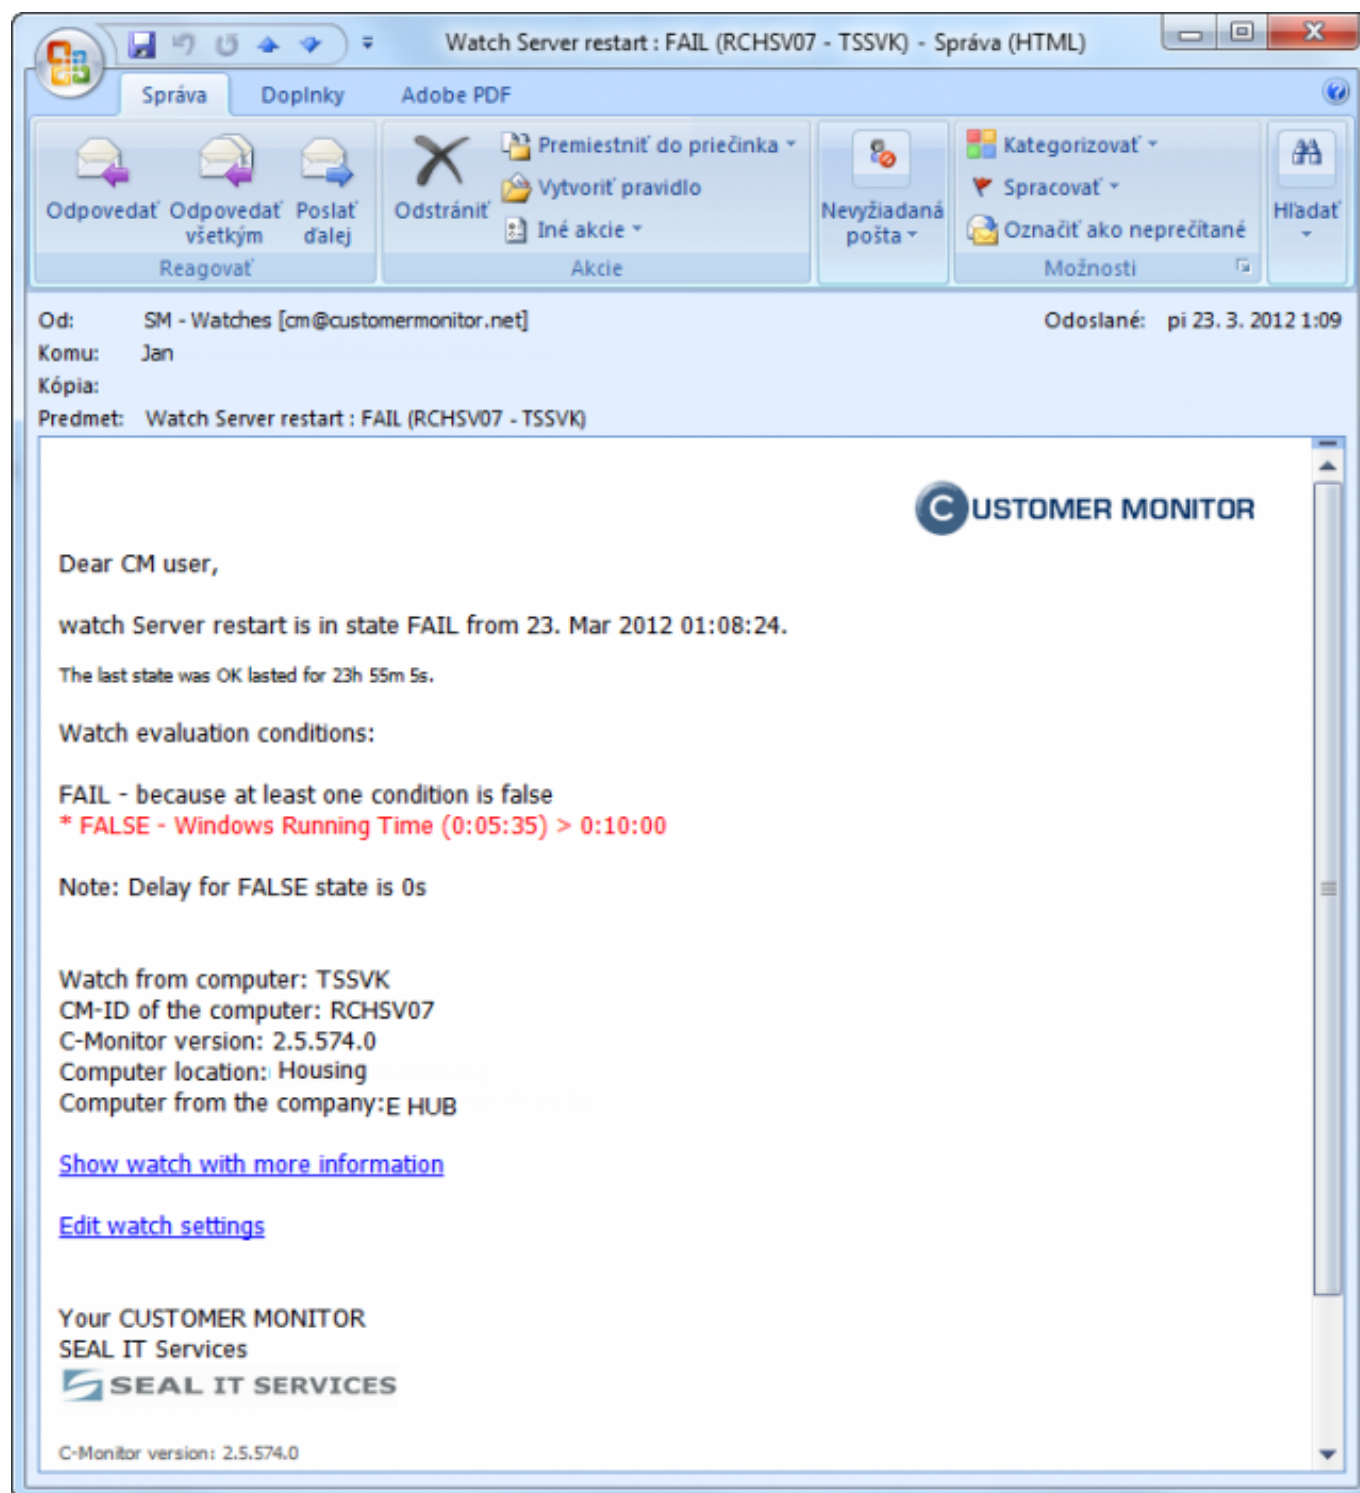 Watch Server restart : FAIL (RCHSV07 - TSSVK) - Správa (HTML)
Správa Doplnky Adobe PDF
Odpovedať Odpovedať všetkým Poslať ďalej
Reagovať
Odstrániť
Premiestniť do priečinka
Vytvoriť pravidlo
Iné akcie
Akcie
Nevyžiadaná pošta
Kategorizovať
Spracovať
Označiť ako neprečítané
Možnosti
Hľadať
Od: SM - Watches [cm@customermonitor.net] Odoslané: pi 23. 3. 2012 1:09
Komu: Jan
Kópia:
Predmet: Watch Server restart : FAIL (RCHSV07 - TSSVK)
CUSTOMER MONITOR
Dear CM user,
watch Server restart is in state FAIL from 23. Mar 2012 01:08:24.
The last state was OK lasted for 23h 55m 5s.
Watch evaluation conditions:
FAIL - because at least one condition is false
* FALSE - Windows Running Time (0:05:35) > 0:10:00
Note: Delay for FALSE state is 0s
Watch from computer: TSSVK
CM-ID of the computer: RCHSV07
C-Monitor version: 2.5.574.0
Computer location: Housing
Computer from the company:E HUB
Show watch with more information
Edit watch settings
Your CUSTOMER MONITOR
SEAL IT Services
SEAL IT SERVICES
C-Monitor version: 2.5.574.0